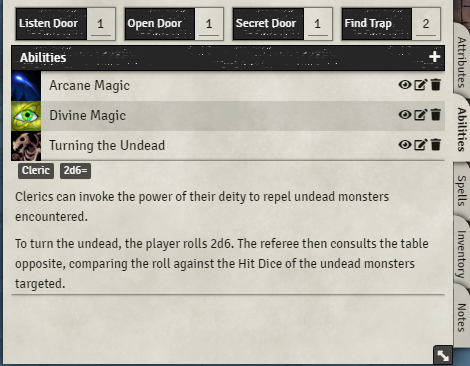 Listen Door 1 Open Door 1 Secret Door 1 Find Trap 2
Abilities
Arcane Magic
Divine Magic
Turning the Undead
Cleric 2d6=
Clerics can invoke the power of their deity to repel undead monsters
encountered.
To turn the undead, the player rolls 2d6. The referee then consults the table
opposite, comparing the roll against the Hit Dice of the undead monsters
targeted.
Attributes
Abilities
Spells
Inventory
Notes